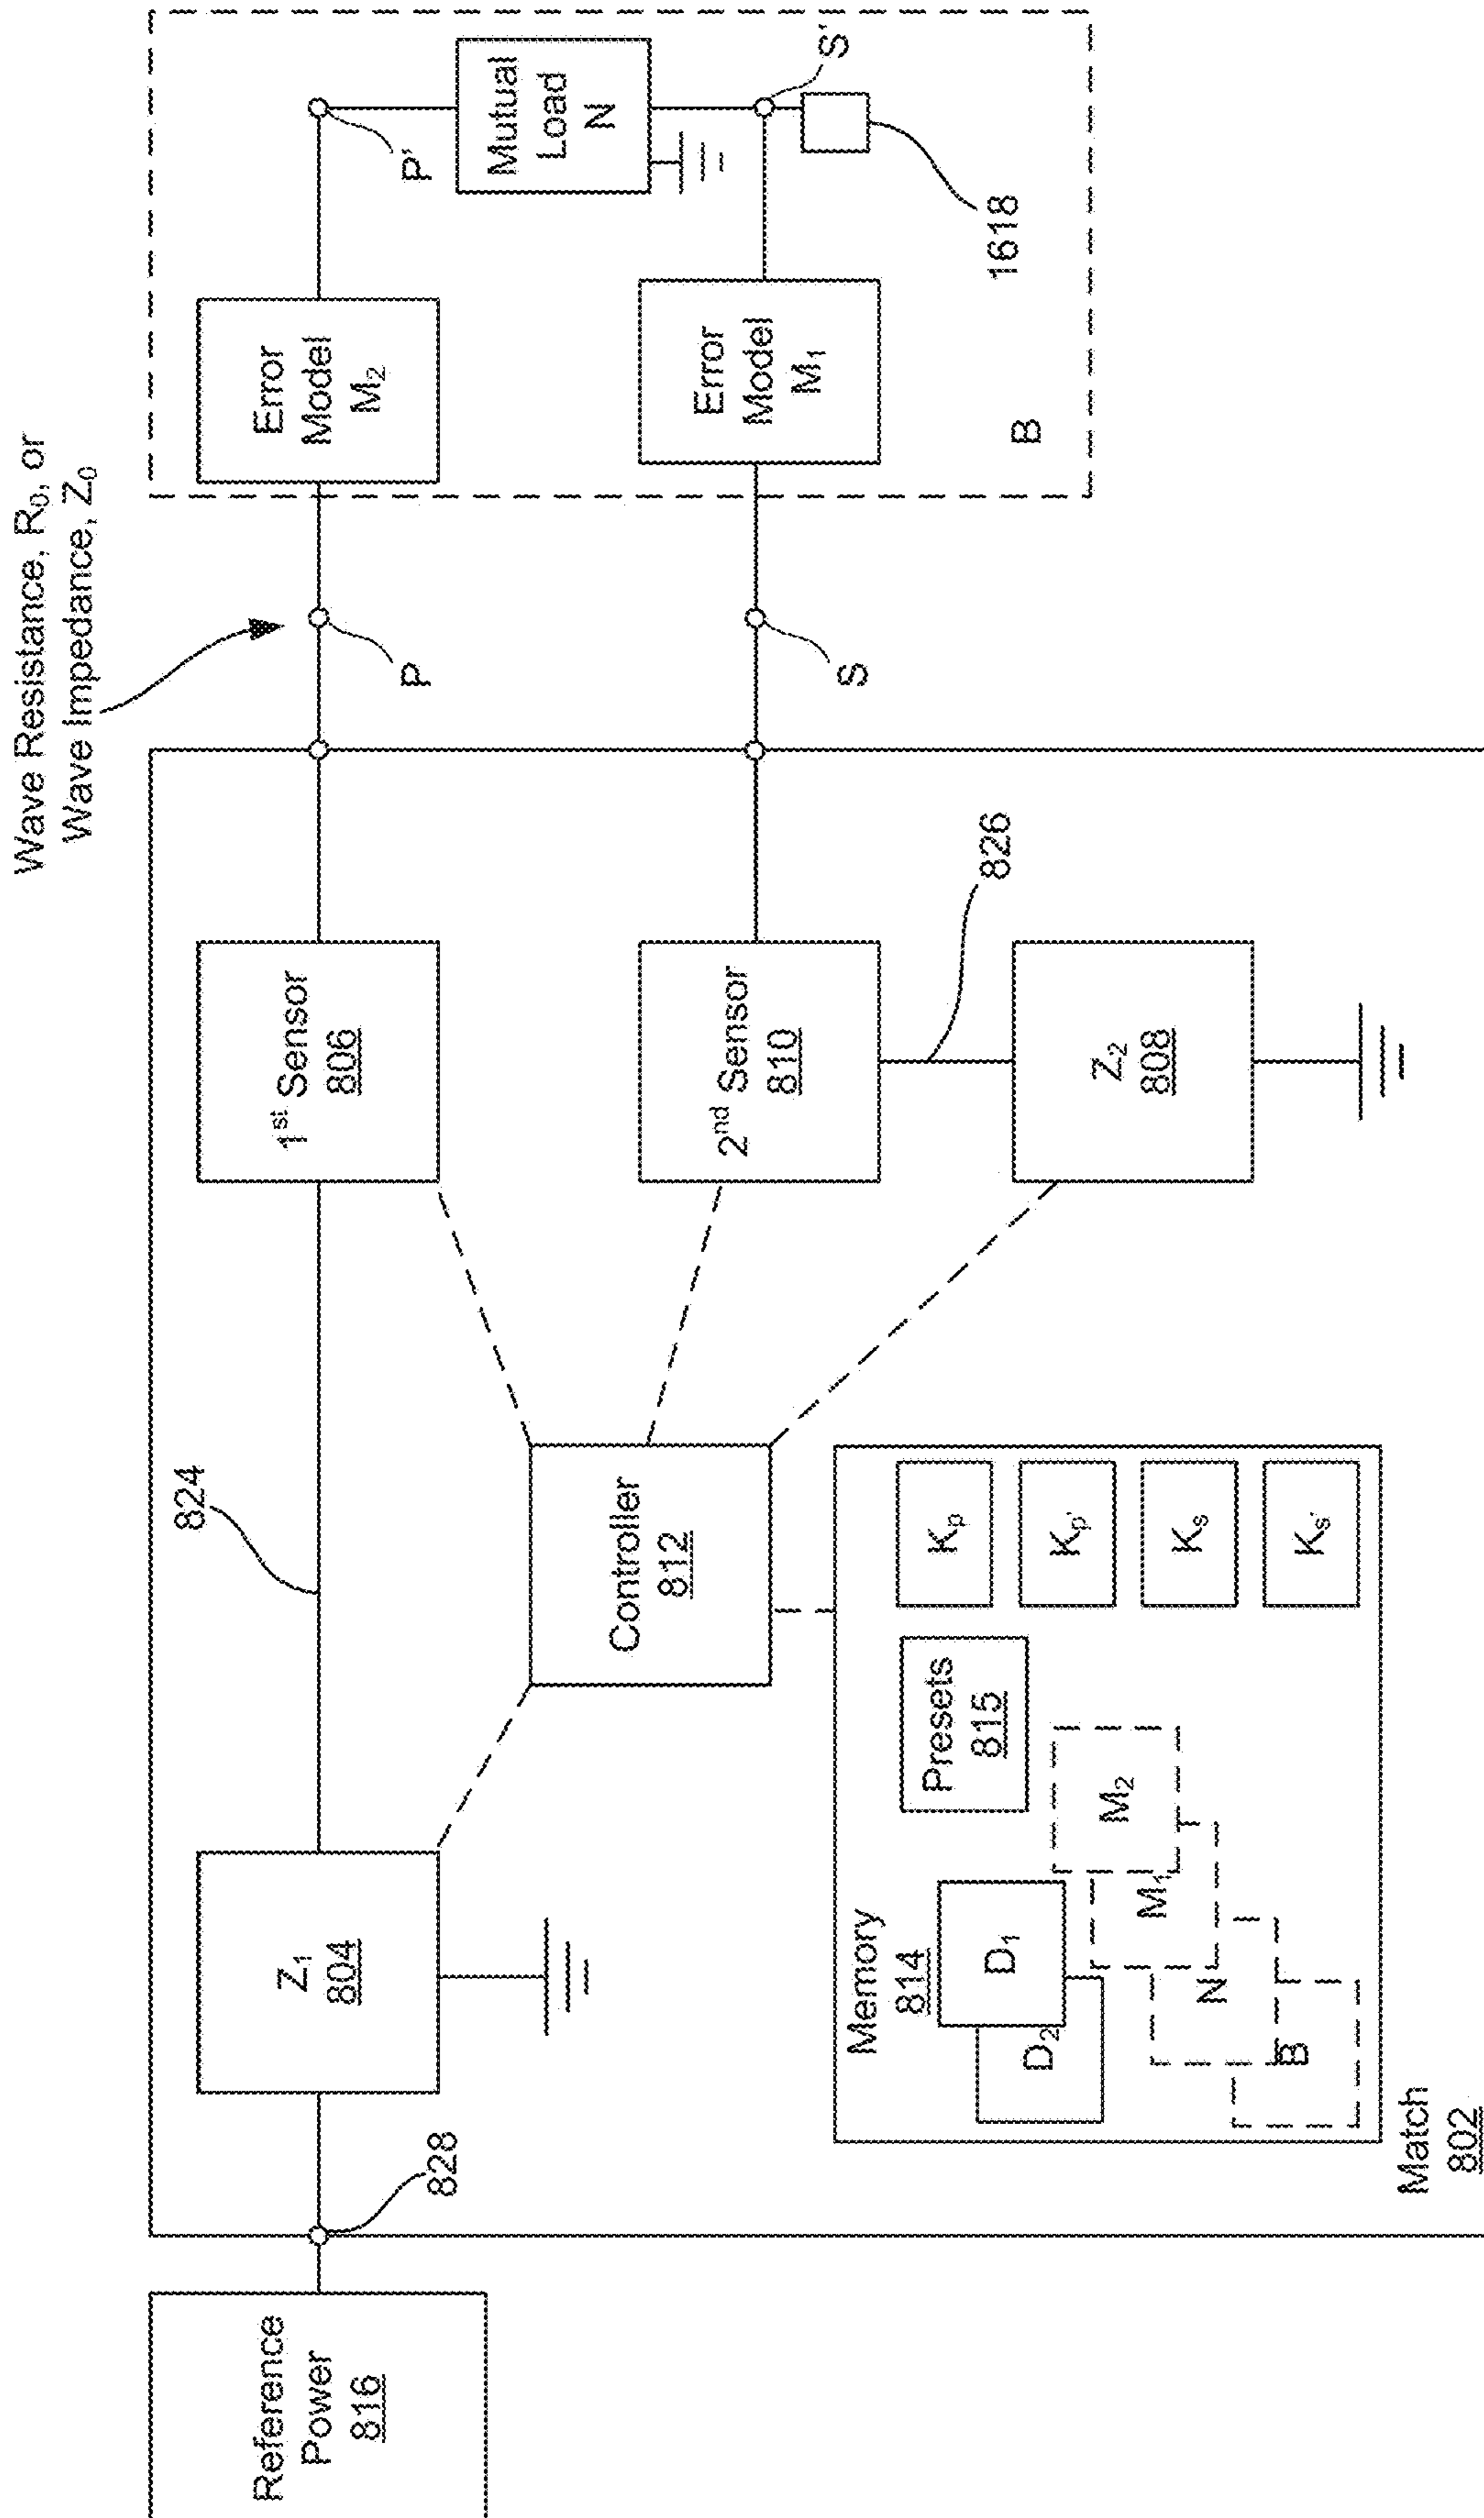 Wave Resistance, R0, or
Wave Impedance, Z0
Reference
Power
816
828
Z1
804
824
1st Sensor
806
P
Error
Model
M2
P'
Mutual
Load
N
S'
1618
Error
Model
M1
B
S
2nd Sensor
810
826
Z2
808
Controller
812
Memory
814
Presets
815
D1
D2
M2
M1
N
B
Kp
Kp'
Ks
Ks'
Match
802